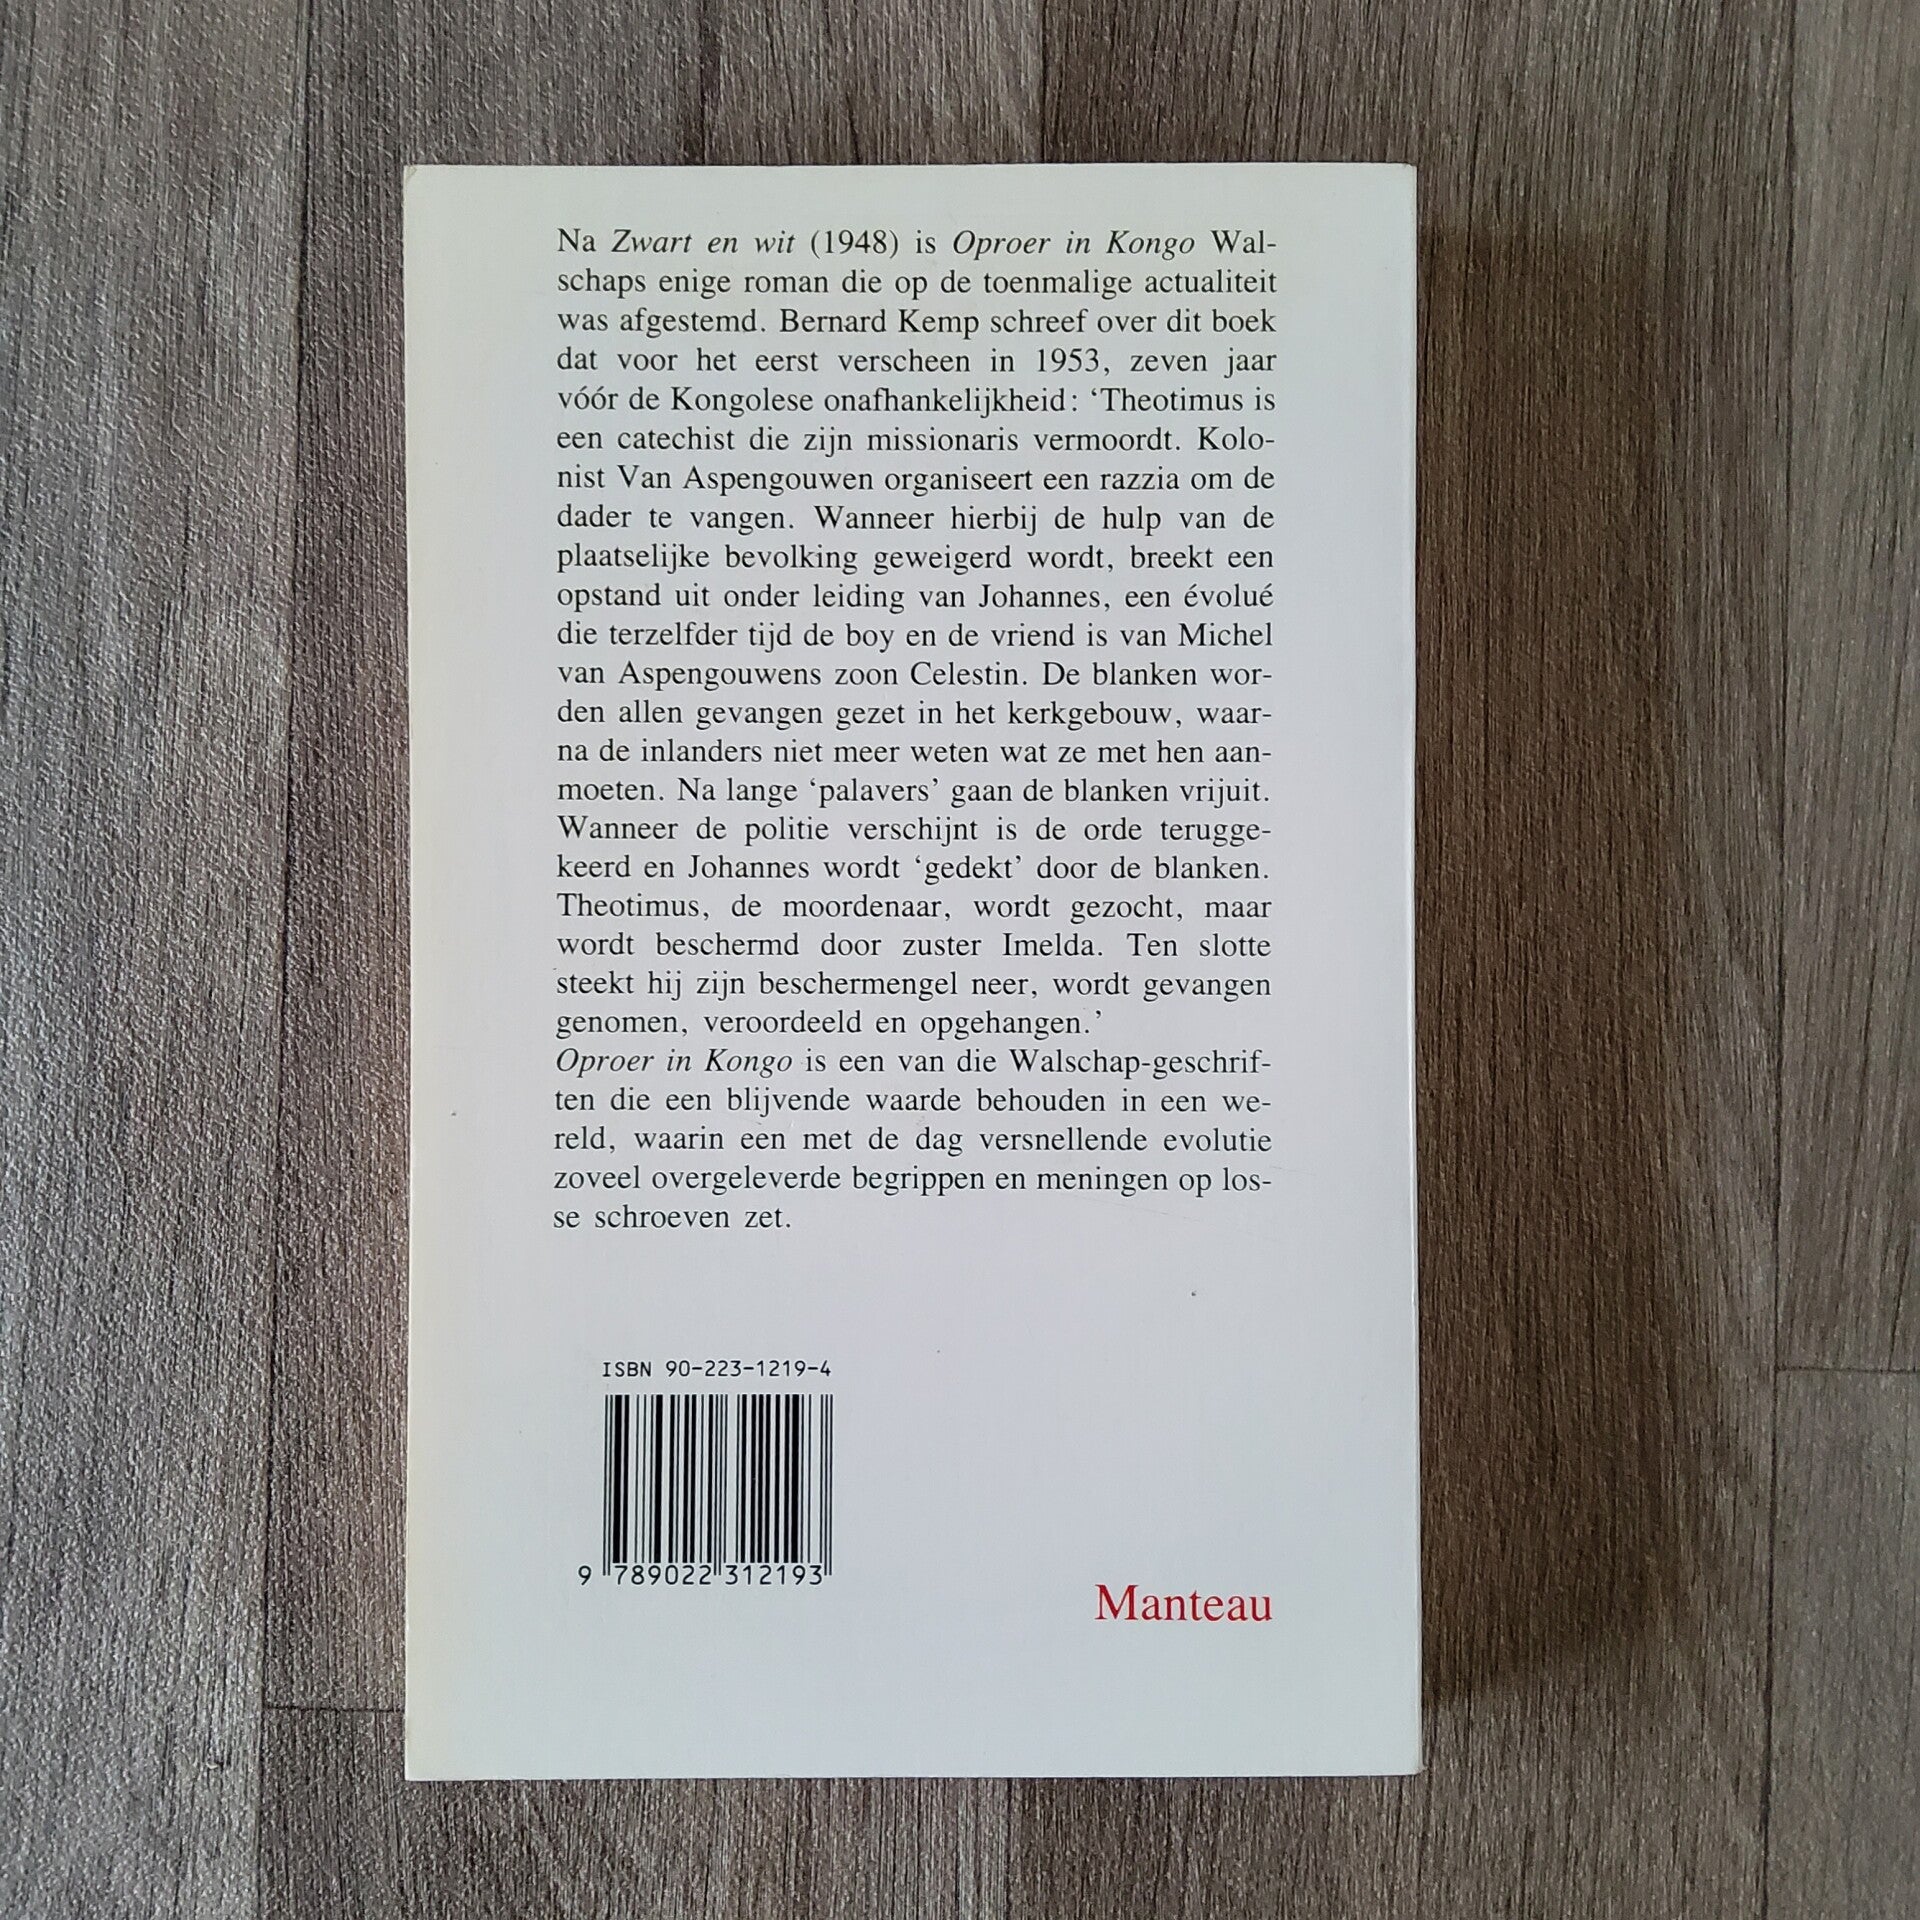 Na Zwart en wit (1948) is Oproer in Kongo Wal-
schaps enige roman die op de toenmalige actualiteit
was afgestemd. Bernard Kemp schreef over dit boek
dat voor het eerst verscheen in 1953, zeven jaar
vóór de Kongolese onafhankelijkheid: ‘Theotimus is
een catechist die zijn missionaris vermoordt. Kolo-
nist Van Aspengouwen organiseert een razzia om de
dader te vangen. Wanneer hierbij de hulp van de
plaatselijke bevolking geweigerd wordt, breekt een
opstand uit onder leiding van Johannes, een évolué
die terzelfder tijd de boy en de vriend is van Michel
van Aspengouwens zoon Celestin. De blanken wor-
den allen gevangen gezet in het kerkgebouw, waar-
na de inlanders niet meer weten wat ze met hen aan-
moeten. Na lange ‘palavers’ gaan de blanken vrijuit.
Wanneer de politie verschijnt is de orde terugge-
keerd en Johannes wordt ‘gedekt’ door de blanken.
Theotimus, de moordenaar, wordt gezocht, maar
wordt beschermd door zuster Imelda. Ten slotte
steekt hij zijn beschermengel neer, wordt gevangen
genomen, veroordeeld en opgehangen.’
Oproer in Kongo is een van die Walschap-geschrif-
ten die een blijvende waarde behouden in een we-
reld, waarin een met de dag versnellende evolutie
zoveel overgeleverde begrippen en meningen op los-
se schroeven zet.
ISBN 90-223-1219-4
9 789022 312193
Manteau